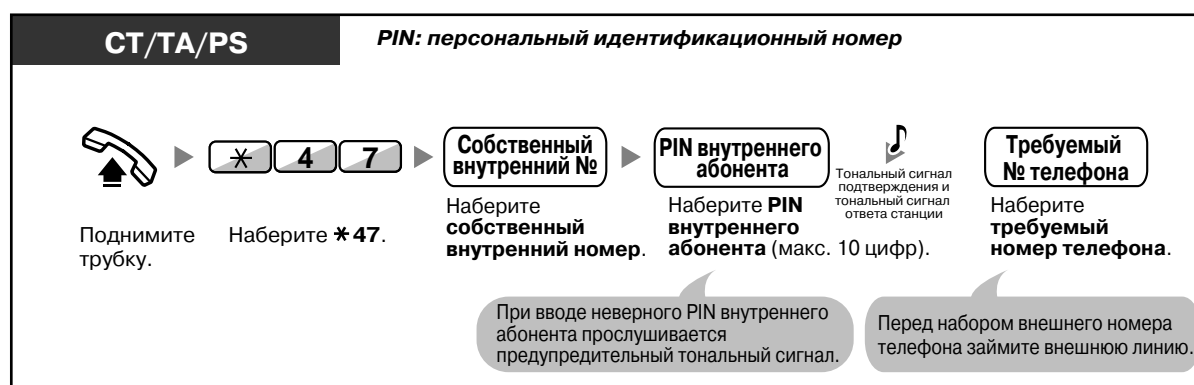 CT/TA/PS
PIN: персональный идентификационный номер
Поднимите
трубку.
* 4 7
Наберите *47.
Собственный
внутренний №
Наберите
собственный
внутренний номер.
PIN внутреннего
абонента
Наберите PIN
внутреннего
абонента (макс. 10 цифр).
Тональный сигнал
подтверждения и
тональный сигнал
ответа станции
Требуемый
№ телефона
Наберите
требуемый
номер телефона.
При вводе неверного PIN внутреннего
абонента прослушивается
предупредительный тональный сигнал.
Перед набором внешнего номера
телефона займите внешнюю линию.